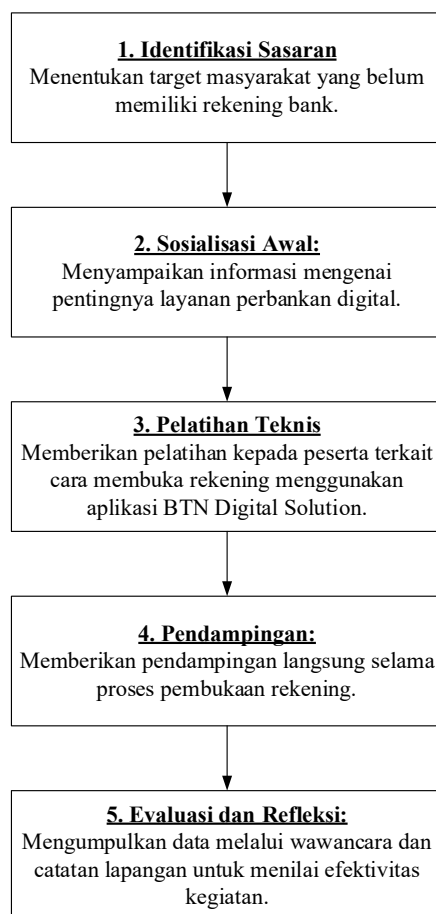 1. Identifikasi Sasaran
Menentukan target masyarakat yang belum
memiliki rekening bank.
2. Sosialisasi Awal:
Menyampaikan informasi mengenai
pentingnya layanan perbankan digital.
3. Pelatihan Teknis
Memberikan pelatihan kepada peserta terkait
cara membuka rekening menggunakan
aplikasi BTN Digital Solution.
4. Pendampingan:
Memberikan pendampingan langsung selama
proses pembukaan rekening.
5. Evaluasi dan Refleksi:
Mengumpulkan data melalui wawancara dan
catatan lapangan untuk menilai efektivitas
kegiatan.